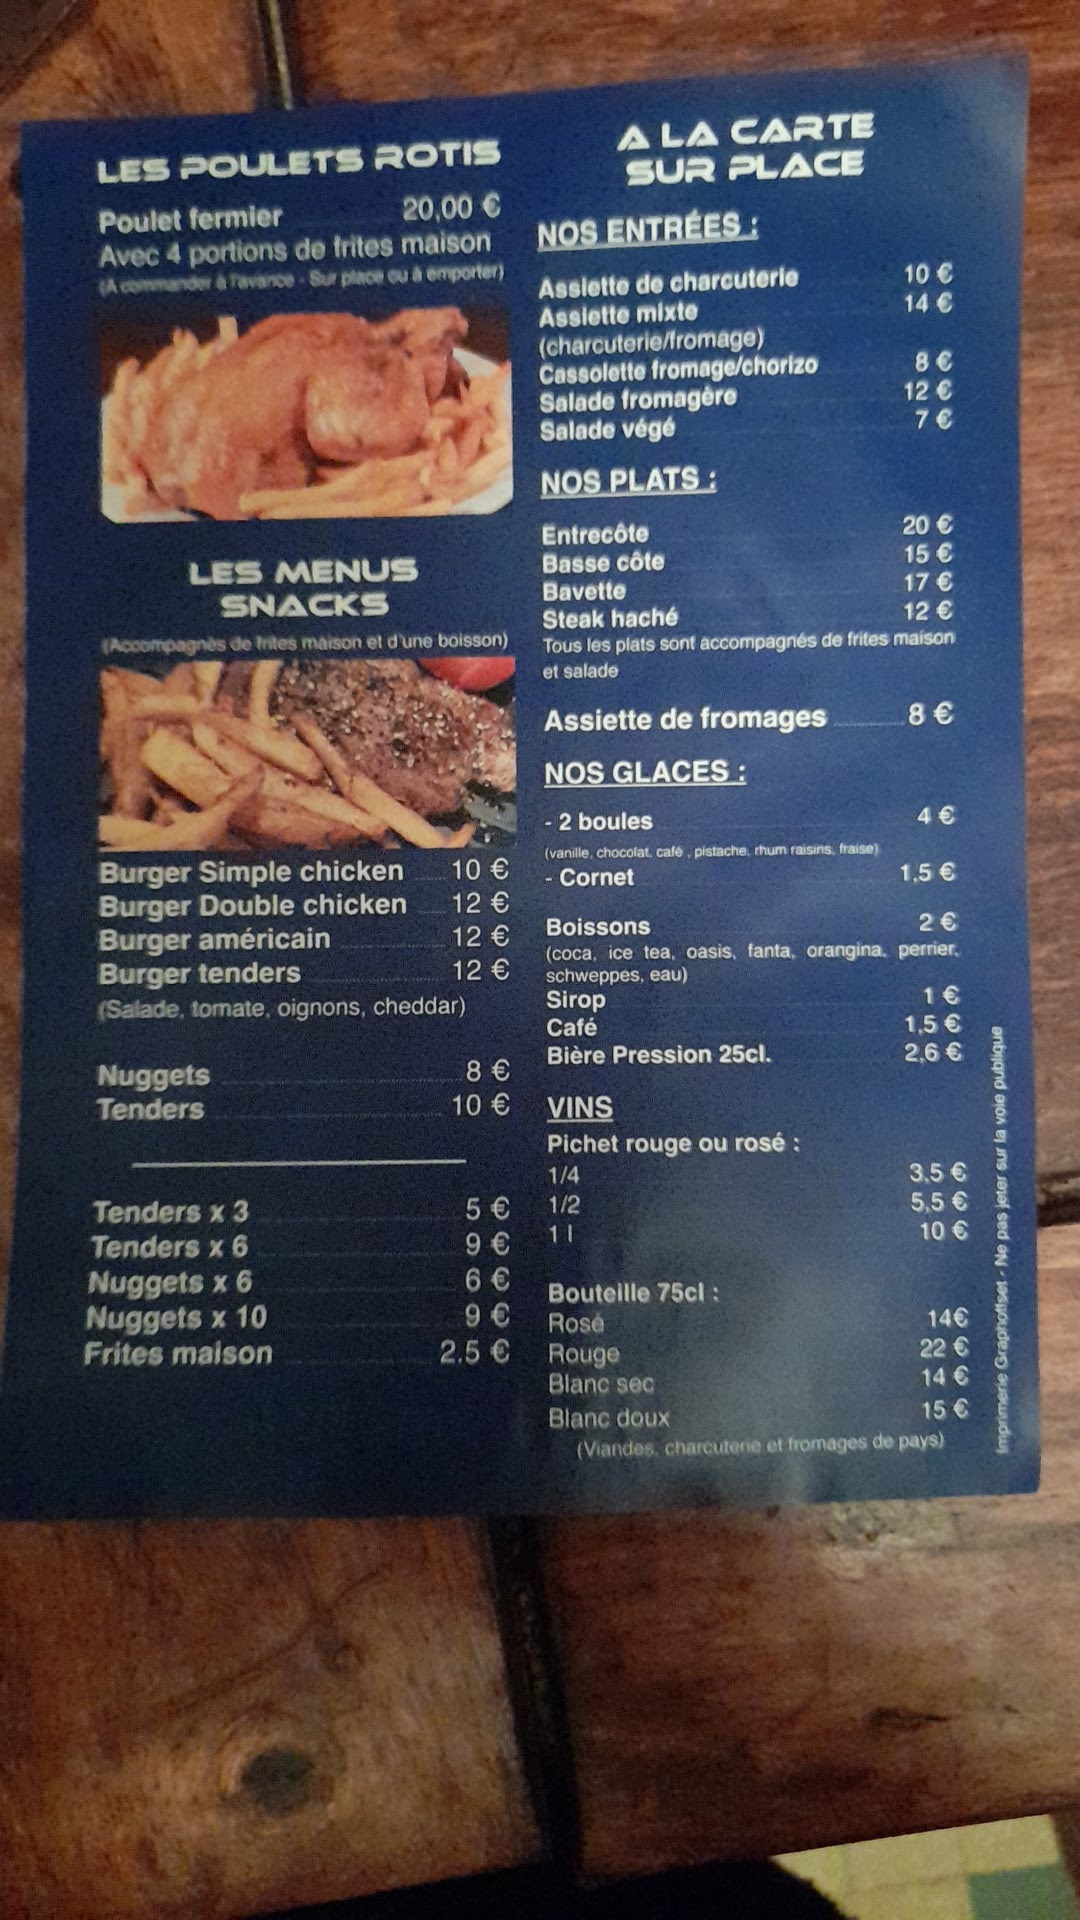 LES POULETS ROTIS
Poulet fermier 20,00 €
Avec 4 portions de frites maison
(A commander à l'avance - Sur place ou à emporter)
LES MENUS
SNACKS
(Accompagnés de frites maison et d'une boisson)
Burger Simple chicken 10 €
Burger Double chicken 12 €
Burger américain 12 €
Burger tenders 12 €
(Salade, tomate, oignons, cheddar)
Nuggets 8 €
Tenders 10 €
Tenders x 3 5 €
Tenders x 6 9 €
Nuggets x 6 6 €
Nuggets x 10 9 €
Frites maison 2.5 €
A LA CARTE
SUR PLACE
NOS ENTRÉES :
Assiette de charcuterie 10 €
Assiette mixte 14 €
(charcuterie/fromage)
Cassolette fromage/chorizo 8 €
Salade fromagère 12 €
Salade végé 7 €
NOS PLATS :
Entrecôte 20 €
Basse côte 15 €
Bavette 17 €
Steak haché 12 €
Tous les plats sont accompagnés de frites maison
et salade
Assiette de fromages 8 €
NOS GLACES :
- 2 boules 4 €
(vanille, chocolat, café , pistache, rhum raisins, fraise)
- Cornet 1,5 €
Boissons 2 €
(coca, ice tea, oasis, fanta, orangina, perrier,
schweppes, eau)
Sirop 1 €
Café 1,5 €
Bière Pression 25cl. 2,6 €
VINS
Pichet rouge ou rosé :
1/4 3,5 €
1/2 5,5 €
1 l 10 €
Bouteille 75cl :
Rosé 14€
Rouge 22 €
Blanc sec 14 €
Blanc doux 15 €
(Viandes, charcuterie et fromages de pays)
Imprimerie Graphoffset - Ne pas jeter sur la voie publique